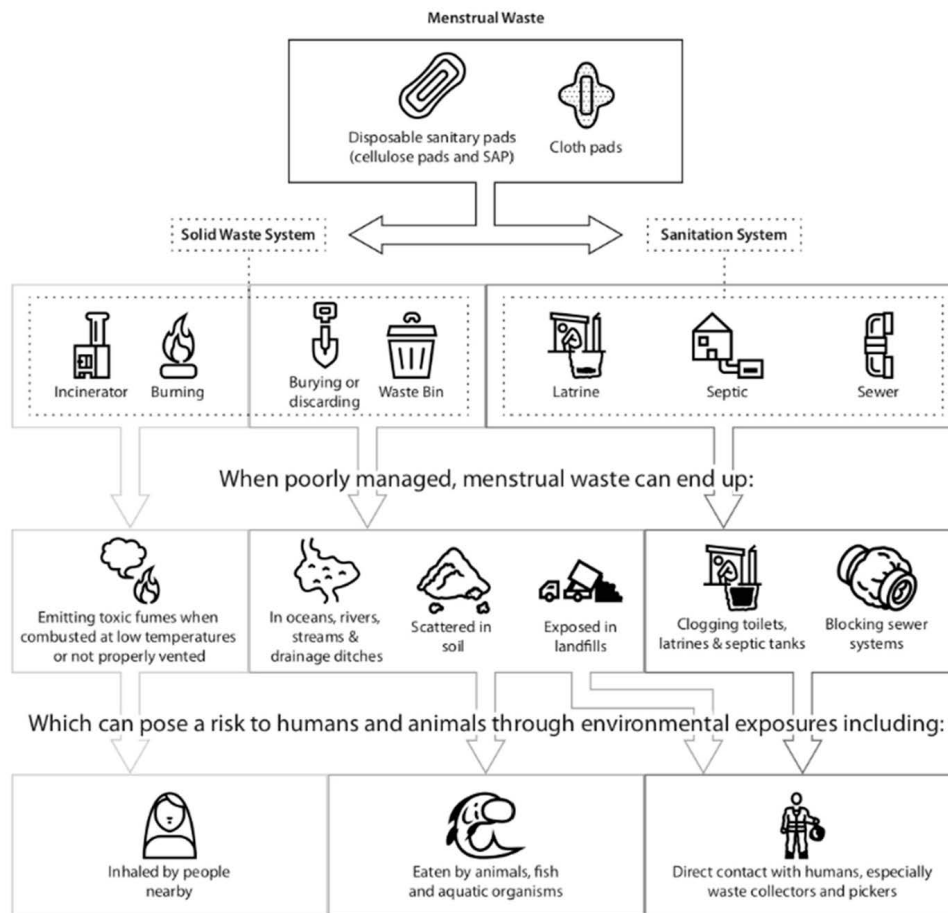 Menstrual Waste
Disposable sanitary pads
(cellulose pads and SAP)
Cloth pads
Solid Waste System
Sanitation System
Incinerator
Burning
Burying or
discarding
Waste Bin
Latrine
Septic
Sewer
When poorly managed, menstrual waste can end up:
Emitting toxic fumes when
combusted at low temperatures
or not properly vented
In oceans, rivers,
streams &
drainage ditches
Scattered in
soil
Exposed in
landfills
Clogging toilets,
latrines & septic tanks
Blocking sewer
systems
Which can pose a risk to humans and animals through environmental exposures including:
Inhaled by people
nearby
Eaten by animals, fish
and aquatic organisms
Direct contact with humans, especially
waste collectors and pickers